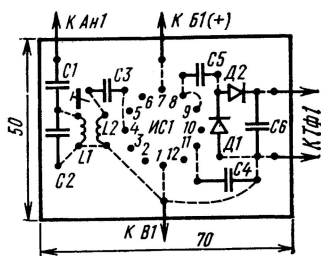 К Ан1
К Б1(+)
С1
С3
С5
Д2
6
7
8
9
5
4
ИС1
10
С6
К Тф1
50
L1
L2
3
2
1
12
11
Д1
С2
С4
К В1
70